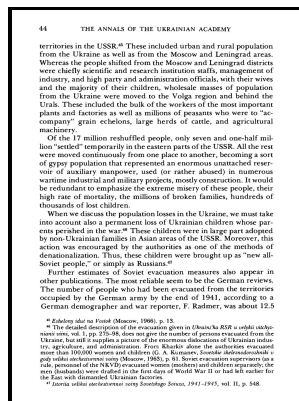 44 THE ANNALS OF THE UKRAINIAN ACADEMY
territories in the USSR.45 These included urban and rural population
from the Ukraine as well as from the Moscow and Leningrad areas.
Whereas the people shifted from the Moscow and Leningrad districts
were chiefly scientific and research institution staffs, management of
industry, and high party and administration officials, with their wives
and the majority of their children, wholesale masses of population
from the Ukraine were moved to the Volga region and behind the
Urals. These included the bulk of the workers of the most important
plants and factories as well as millions of peasants who were to "ac-
company" grain echelons, large herds of cattle, and agricultural
machinery.
Of the 17 million reshuffled people, only seven and one-half mil-
lion "settled" temporarily in the eastern parts of the USSR. All the rest
were moved continuously from one place to another, becoming a sort
of gypsy population that represented an enormous unattached reser-
voir of auxiliary manpower, used (or rather abused) in numerous
wartime industrial and military projects, mostly construction. It would
be redundant to emphasize the extreme misery of these people, their
high rate of mortality, the millions of broken families, hundreds of
thousands of lost children.
When we discuss the population losses in the Ukraine, we must take
into account also a permanent loss of Ukrainian children whose par-
ents perished in the war.46 These children were in large part adopted
by non-Ukrainian families in Asian areas of the USSR. Moreover, this
action was encouraged by the authorities as one of the methods of
denationalization. Thus, these children were brought up as "new all-
Soviet people," or simply as Russians.47
Further estimates of Soviet evacuation measures also appear in
other publications. The most reliable seem to be the German reviews.
The number of people who had been evacuated from the territories
occupied by the German army by the end of 1941, according to a
German demographer and war reporter, F. Radmer, was about 12.5
45 Eshelony idut na Vostok (Moscow, 1966), p. 13.
46 The detailed description of the evacuation given in Ukrains'ka RSR u velykii vitchyz-
nianii vini, vol. 1, pp. 275–98, does not give the number of persons evacuated from the
Ukraine, but still it supplies a picture of the enormous dislocations of Ukrainian indus-
try, agriculture, and administration. From Kharkiv alone the authorities evacuated
more than 100,000 women and children (G. A. Kumanev, Sovetskie zheleznodorozhniki v
gody velikoi otechestvennoi voiny (Moscow, 1963), p. 61. Soviet evacuation supervisors (as a
rule, personnel of the NKVD) evacuated women (mothers) and children separately; the
men (husbands) were drafted in the first days of World War II or had left earlier for
the East with dismantled Ukrainian factories.
47 Istoriia velikoi otechestvennoi voiny Sovetskogo Soiuza, 1941–1945, vol. II, p. 548.